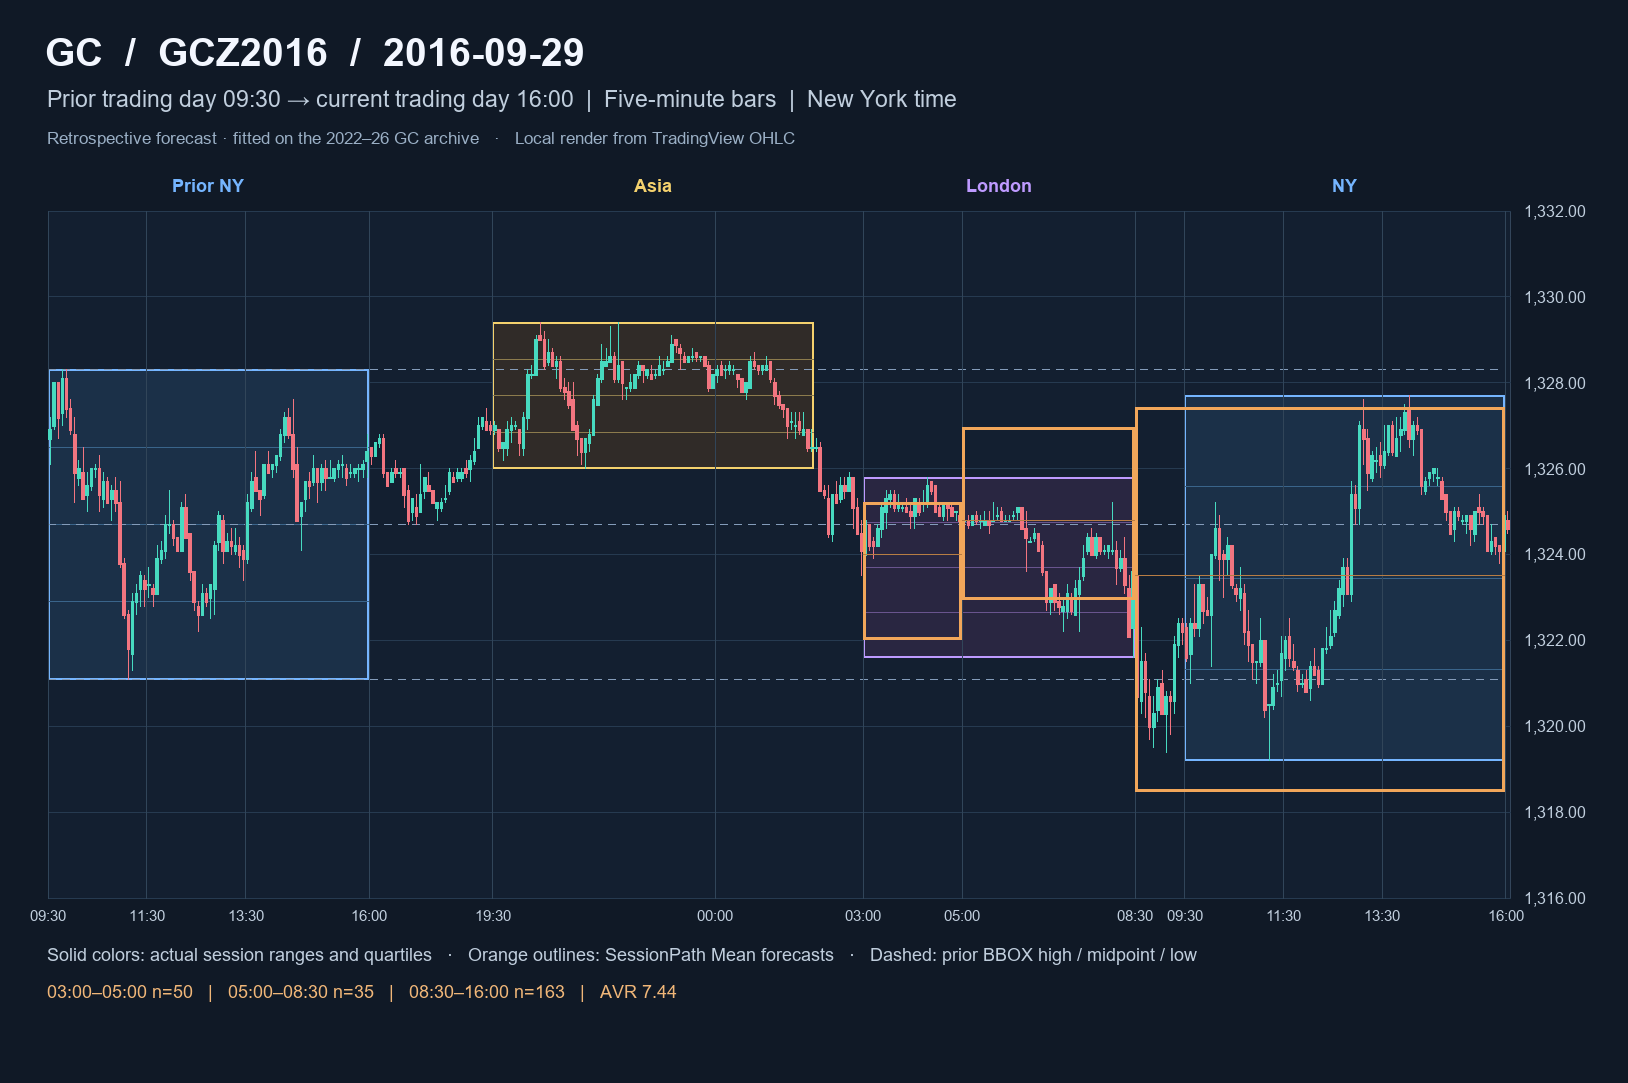 GC / GCZ2016 / 2016-09-29
Prior trading day 09:30 → current trading day 16:00 | Five-minute bars | New York time
Retrospective forecast · fitted on the 2022–26 GC archive · Local render from TradingView OHLC
Prior NY Asia London NY
1,332.00
1,330.00
1,328.00
1,326.00
1,324.00
1,322.00
1,320.00
1,318.00
1,316.00
09:30 11:30 13:30 16:00 19:30 00:00 03:00 05:00 08:30 09:30 11:30 13:30 16:00
Solid colors: actual session ranges and quartiles · Orange outlines: SessionPath Mean forecasts · Dashed: prior BBOX high / midpoint / low
03:00–05:00 n=50 | 05:00–08:30 n=35 | 08:30–16:00 n=163 | AVR 7.44